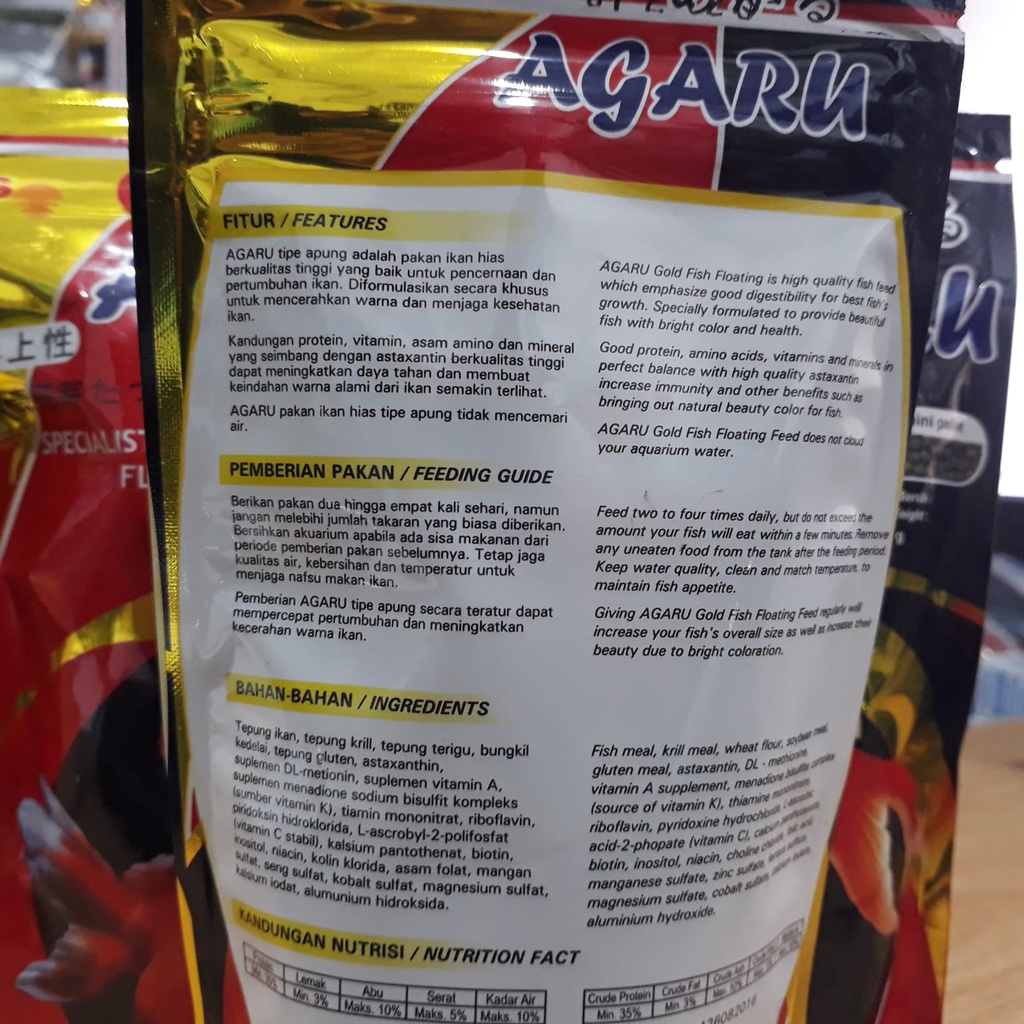 AGARU
FITUR / FEATURES
AGARU tipe apung adalah pakan ikan hias
berkualitas tinggi yang baik untuk pencernaan dan
pertumbuhan ikan. Diformulasikan secara khusus
untuk mencerahkan warna dan menjaga kesehatan
ikan.
Kandungan protein, vitamin, asam amino dan mineral
yang seimbang dengan astaxantin berkualitas tinggi
dapat meningkatkan daya tahan dan membuat
keindahan warna alami dari ikan semakin terlihat.
AGARU pakan ikan hias tipe apung tidak mencemari
air.
AGARU Gold Fish Floating is high quality fish feed
which emphasize good digestibility for best fish's
growth. Specially formulated to provide beautiful
fish with bright color and health.
Good protein, amino acids, vitamins and minerals in
perfect balance with high quality astaxantin
increase immunity and other benefits such as
bringing out natural beauty color for fish.
AGARU Gold Fish Floating Feed does not cloud
your aquarium water.
PEMBERIAN PAKAN / FEEDING GUIDE
Berikan pakan dua hingga empat kali sehari, namun
jangan melebihi jumlah takaran yang biasa diberikan.
Bersihkan akuarium apabila ada sisa makanan dari
periode pemberian pakan sebelumnya. Tetap jaga
kualitas air, kebersihan dan temperatur untuk
menjaga nafsu makan ikan.
Pemberian AGARU tipe apung secara teratur dapat
mempercepat pertumbuhan dan meningkatkan
kecerahan warna ikan.
Feed two to four times daily, but do not exceed the
amount your fish will eat within a few minutes. Remove
any uneaten food from the tank after the feeding period.
Keep water quality, clean and match temperature, to
maintain fish appetite.
Giving AGARU Gold Fish Floating Feed regularly will
increase your fish's overall size as well as increase their
beauty due to bright coloration.
BAHAN-BAHAN / INGREDIENTS
Tepung ikan, tepung krill, tepung terigu, bungkil
kedelai, tepung gluten, astaxanthin,
suplemen DL-metionin, suplemen vitamin A,
suplemen menadione sodium bisulfit kompleks
(sumber vitamin K), tiamin mononitrat, riboflavin,
piridoksin hidroklorida, L-ascrobyl-2-polifosfat
(vitamin C stabil), kalsium pantothenat, biotin,
inositol, niacin, kolin klorida, asam folat, mangan
sulfat, seng sulfat, kobalt sulfat, magnesium sulfat,
kalsium iodat, alumunium hidroksida.
Fish meal, krill meal, wheat flour, soybean meal,
gluten meal, astaxantin, DL - methionine,
vitamin A supplement, menadione bisulfite complex
(source of vitamin K), thiamine mononitrate,
riboflavin, pyridoxine hydrochloride, L-ascorbic
acid-2-phopate (vitamin C), calcium
biotin, inositol, niacin, choline
manganese sulfate, zinc sulfate,
magnesium sulfate, cobalt sulfate,
aluminium hydroxide.
KANDUNGAN NUTRISI / NUTRITION FACT
Lemak Abu Serat Kadar Air
Min. 3% Maks. 10% Maks. 5% Maks. 10%
Crude Protein Crude Fat
Min. 35% Min. 3%
上性
SPECIALIST
FL